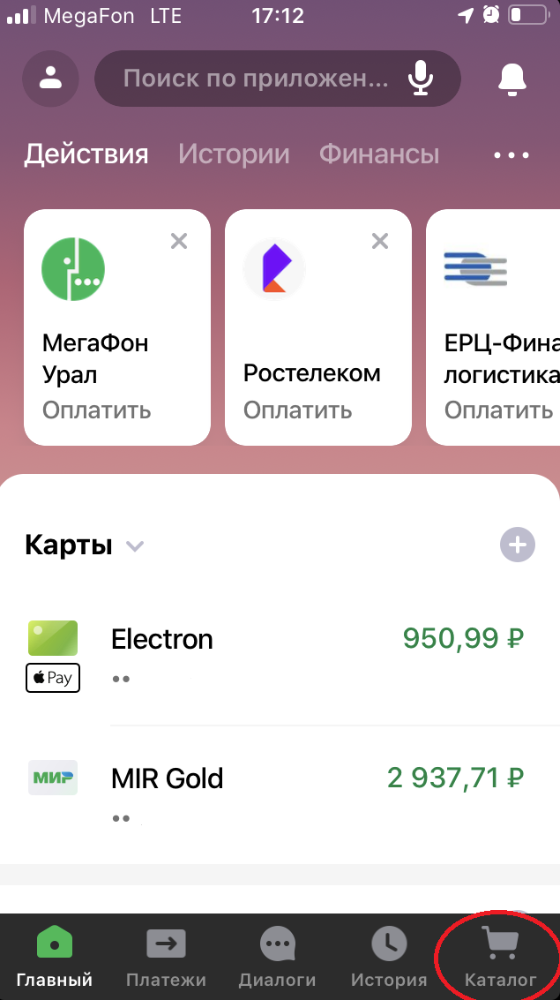 MegaFon LTE 17:12
Поиск по приложен...
Действия Истории Финансы
МегаФон
Урал
Оплатить
Ростелеком
Оплатить
ЕРЦ-Фина
логистика
Оплатить
Карты
Electron 950,99 ₽
Pay
МИР
MIR Gold 2 937,71 ₽
Главный Платежи Диалоги История Каталог